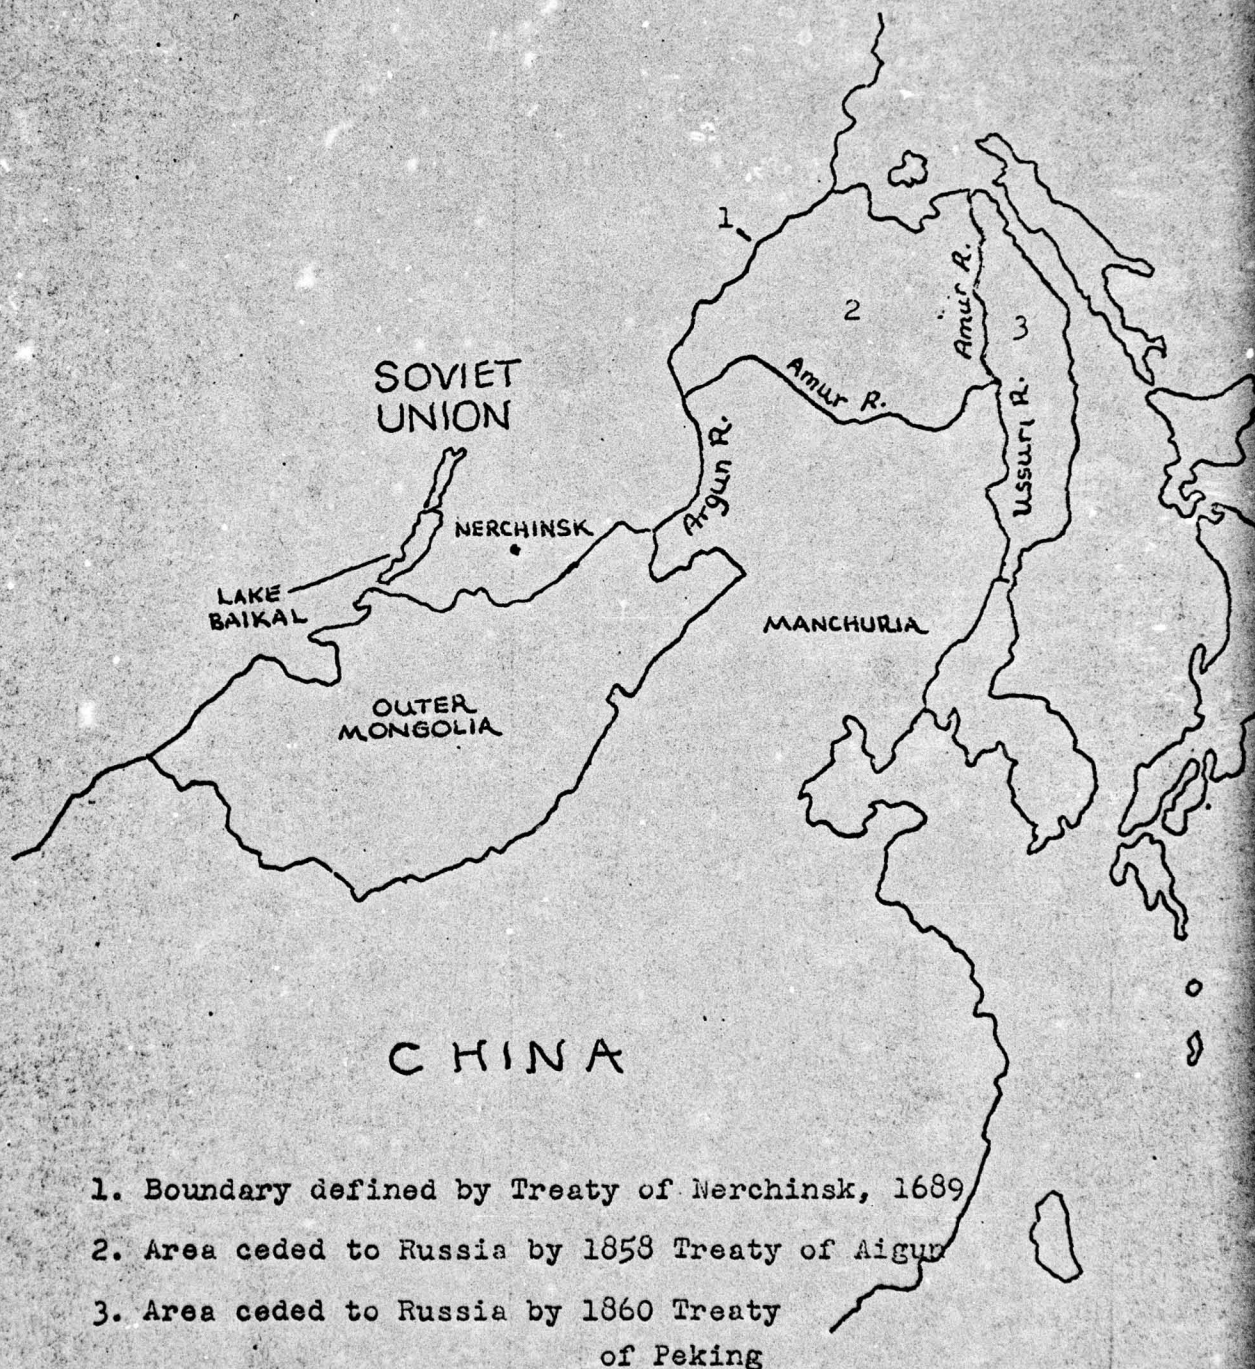 1
2
3
Amur R.
Amur R.
SOVIET
UNION
Argun R.
Ussuri R.
NERCHINSK
LAKE
BAIKAL
MANCHURIA
OUTER
MONGOLIA
CHINA
1. Boundary defined by Treaty of Nerchinsk, 1689
2. Area ceded to Russia by 1858 Treaty of Aigun
3. Area ceded to Russia by 1860 Treaty
of Peking